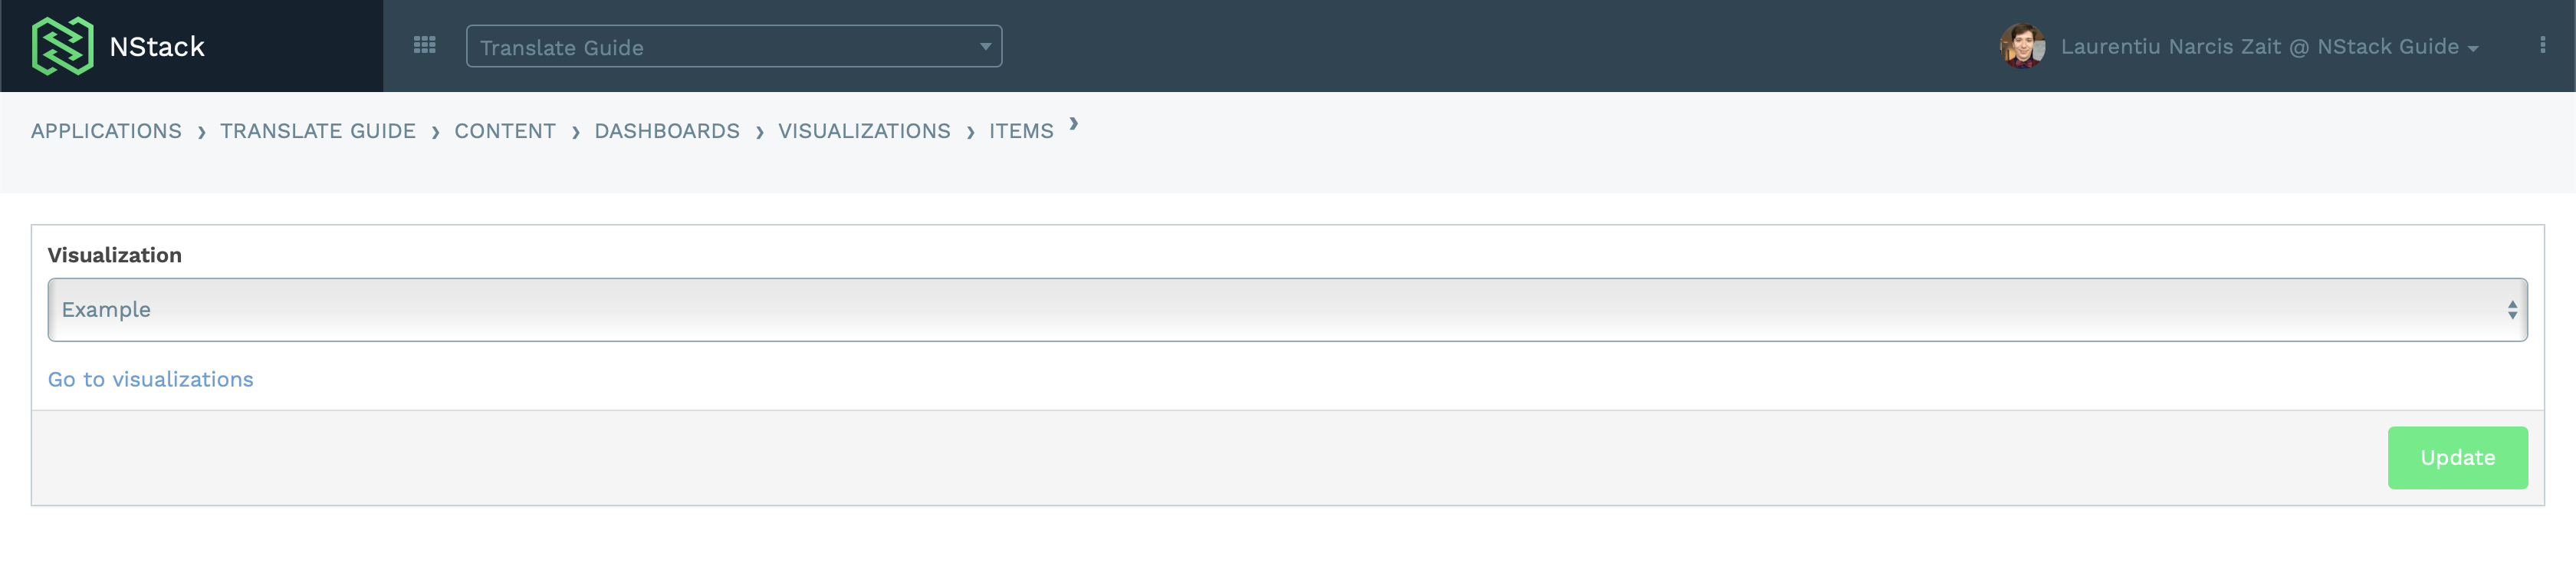 NStack
Translate Guide
Laurentiu Narcis Zait @ NStack Guide
APPLICATIONS › TRANSLATE GUIDE › CONTENT › DASHBOARDS › VISUALIZATIONS › ITEMS ›
Visualization
Example
Go to visualizations
Update